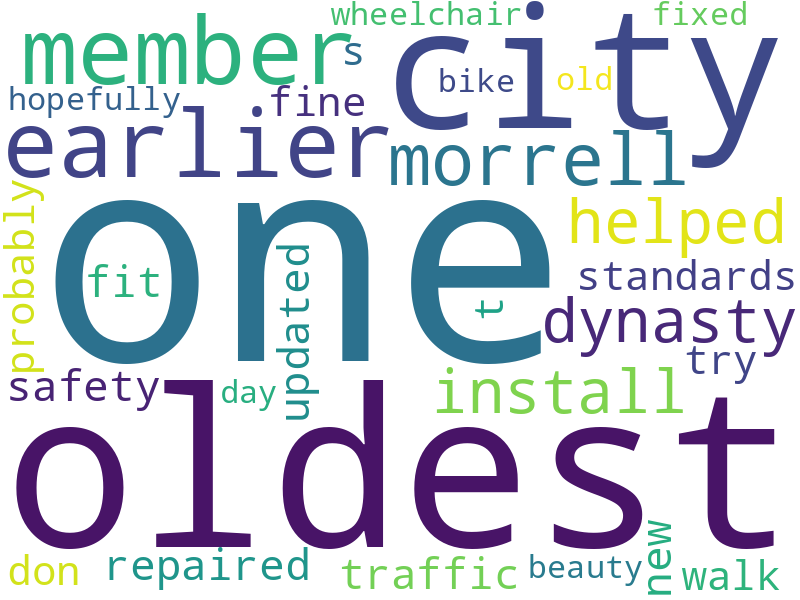 wheelchair
fixed
member
s
city
bike
old
hopefully
fine
earlier
morrell
probably
one
helped
fit
updated
t
standards
dynasty
try
safety
day
install
oldest
new
don
repaired
traffic
beauty
walk